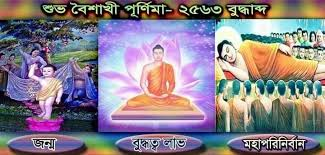 শুভ বৈশাখী পূর্ণিমা- ২৫৬৩ বুদ্ধাব্দ
জন্ম
বুদ্ধত্ব লাভ
মহাপরিনির্বান